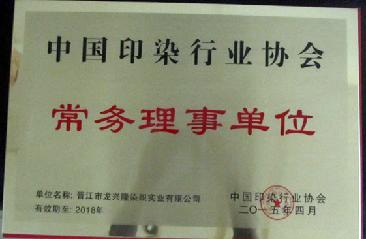 中国印染行业协会
常务理事单位
单位名称: 晋江市龙兴隆染织实业有限公司
有效期至: 2018年
中国印染行业协会
二〇一五年四月